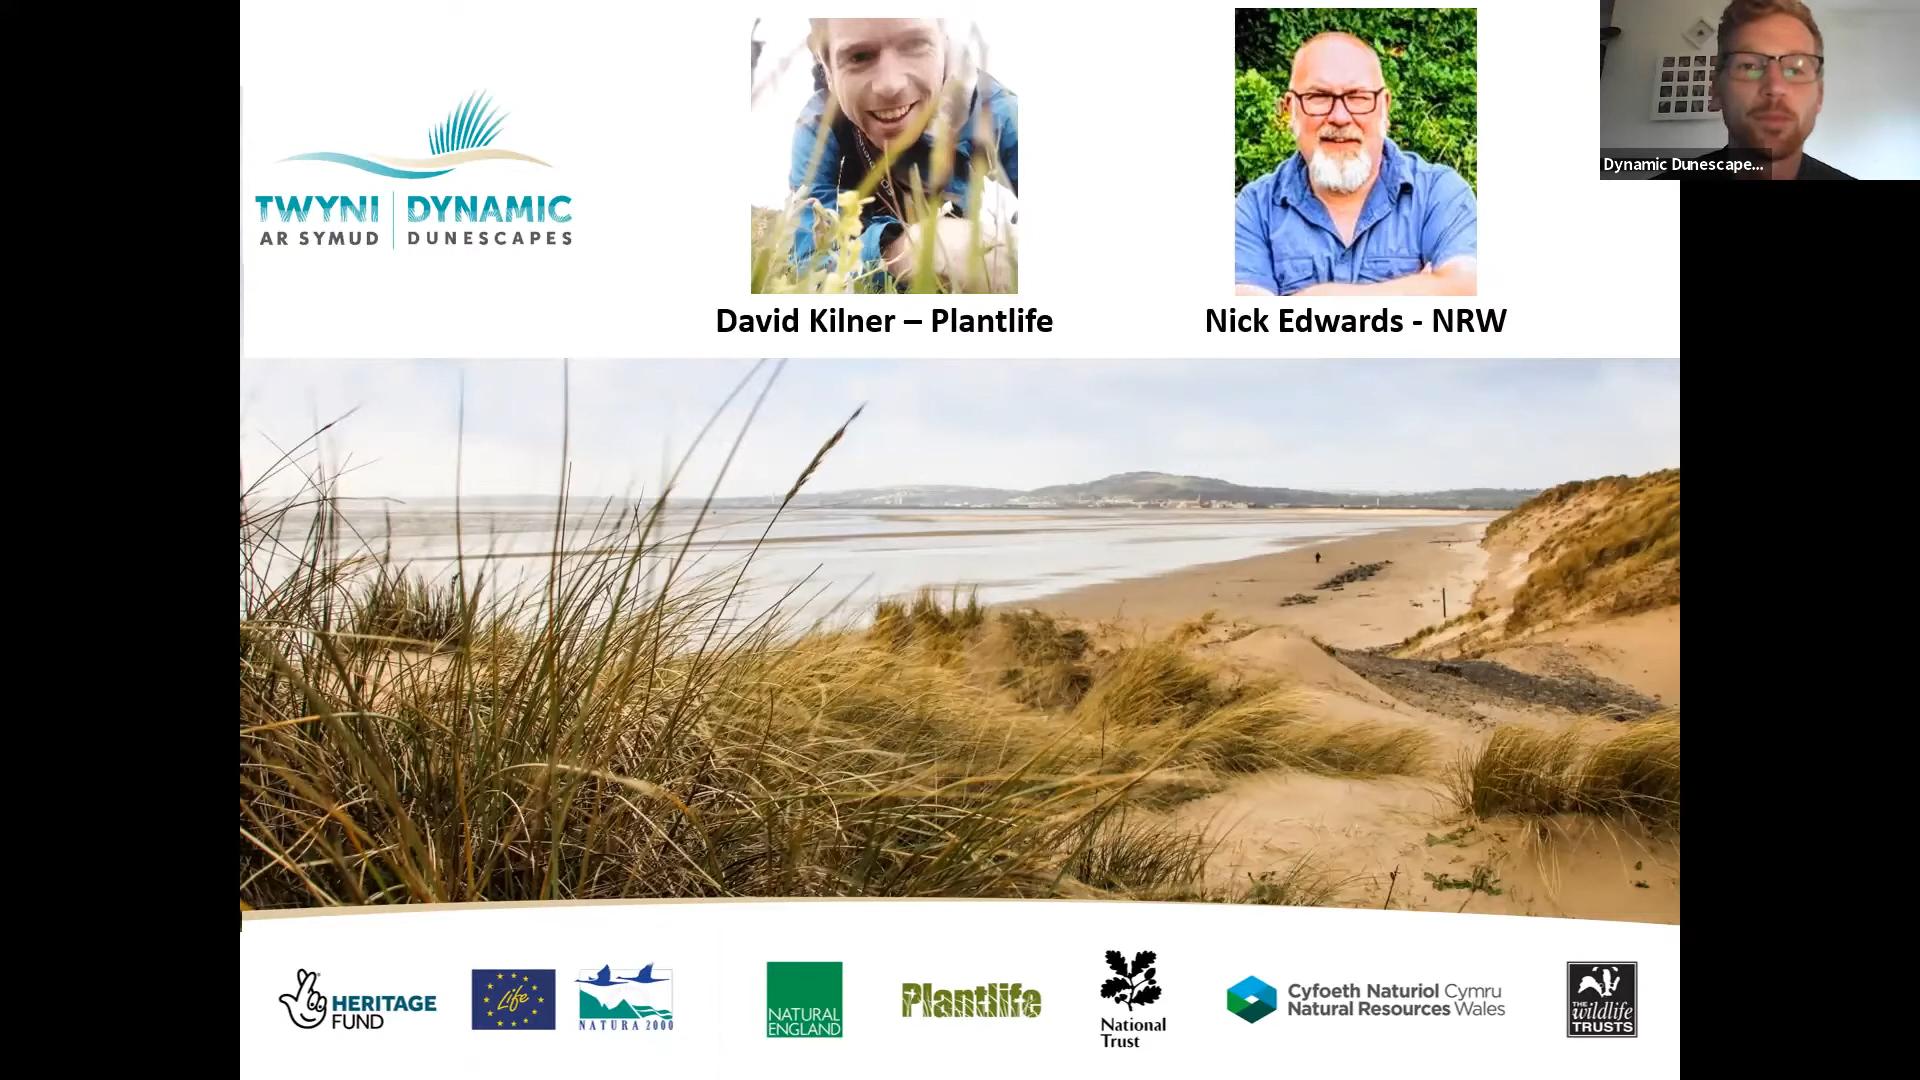 TWYNI AR SYMUD
DYNAMIC DUNESCAPES
David Kilner – Plantlife
Nick Edwards - NRW
Dynamic Dunescape...
HERITAGE
FUND
Life
NATURA 2000
NATURAL
ENGLAND
Plantlife
National
Trust
Cyfoeth Naturiol Cymru
Natural Resources Wales
THE
wildlife
TRUSTS